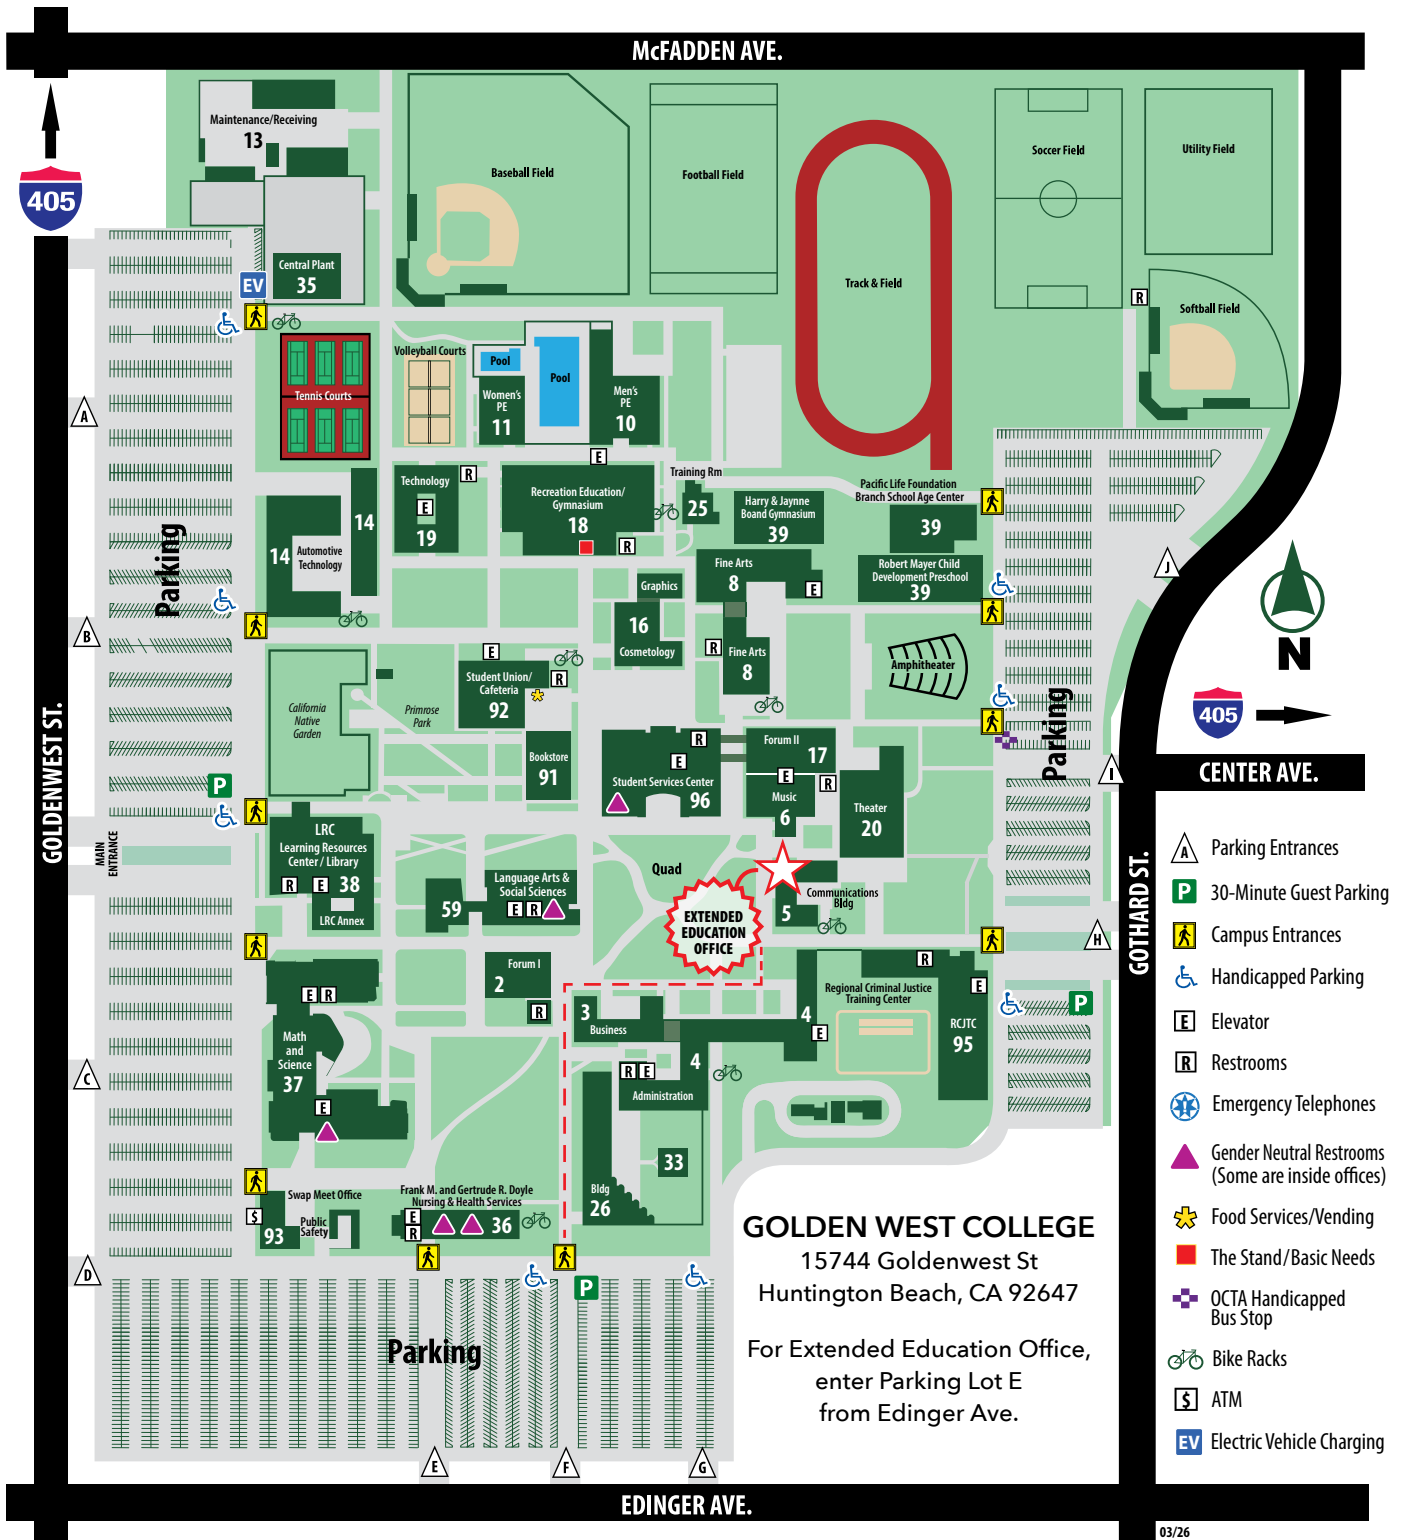 McFADDEN AVE.
405
Maintenance/Receiving
13
Baseball Field
Football Field
Track & Field
Soccer Field
Utility Field
Softball Field
R
Central Plant
35
EV
Tennis Courts
Volleyball Courts
Pool
Pool
Women's
PE
11
Men's
PE
10
E
A
Parking
14
14
Automotive
Technology
Technology
E
19
R
Recreation Education/
Gymnasium
18
R
Training Rm
25
Harry & Jaynne
Board Gymnasium
39
Pacific Life Foundation
Branch School Age Center
39
Robert Mayer Child
Development Preschool
39
J
Fine Arts
8
E
Graphics
16
Cosmetology
R
Fine Arts
8
Amphitheater
B
California
Native
Garden
Primrose
Park
E
Student Union/
Cafeteria
92
R
Bookstore
91
R
E
Student Services Center
96
Forum II
17
E
R
Music
6
Theater
20
Parking
I
N
405
CENTER AVE.
GOLDENWEST ST.
P
MAIN
ENTRANCE
LRC
Learning Resources
Center / Library
R E 38
LRC Annex
59
Language Arts &
Social Sciences
E R
Quad
EXTENDED
EDUCATION
OFFICE
Communications
Bldg
5
H
GOTHARD ST.
Forum I
2
R
E R
Math
and
Science
37
E
C
3
Business
4
4
E
R E
Administration
Regional Criminal Justice
Training Center
R
E
RCJTC
95
P
33
Bldg
26
Swap Meet Office
$
93
Public
Safety
Frank M. and Gertrude R. Doyle
Nursing & Health Services
E
R
36
D
P
Parking
E
F
G
GOLDEN WEST COLLEGE
15744 Goldenwest St
Huntington Beach, CA 92647
For Extended Education Office,
enter Parking Lot E
from Edinger Ave.
A Parking Entrances
P 30-Minute Guest Parking
Campus Entrances
Handicapped Parking
E Elevator
R Restrooms
Emergency Telephones
Gender Neutral Restrooms
(Some are inside offices)
Food Services/Vending
The Stand/Basic Needs
OCTA Handicapped
Bus Stop
Bike Racks
$ ATM
EV Electric Vehicle Charging
EDINGER AVE.
03/26